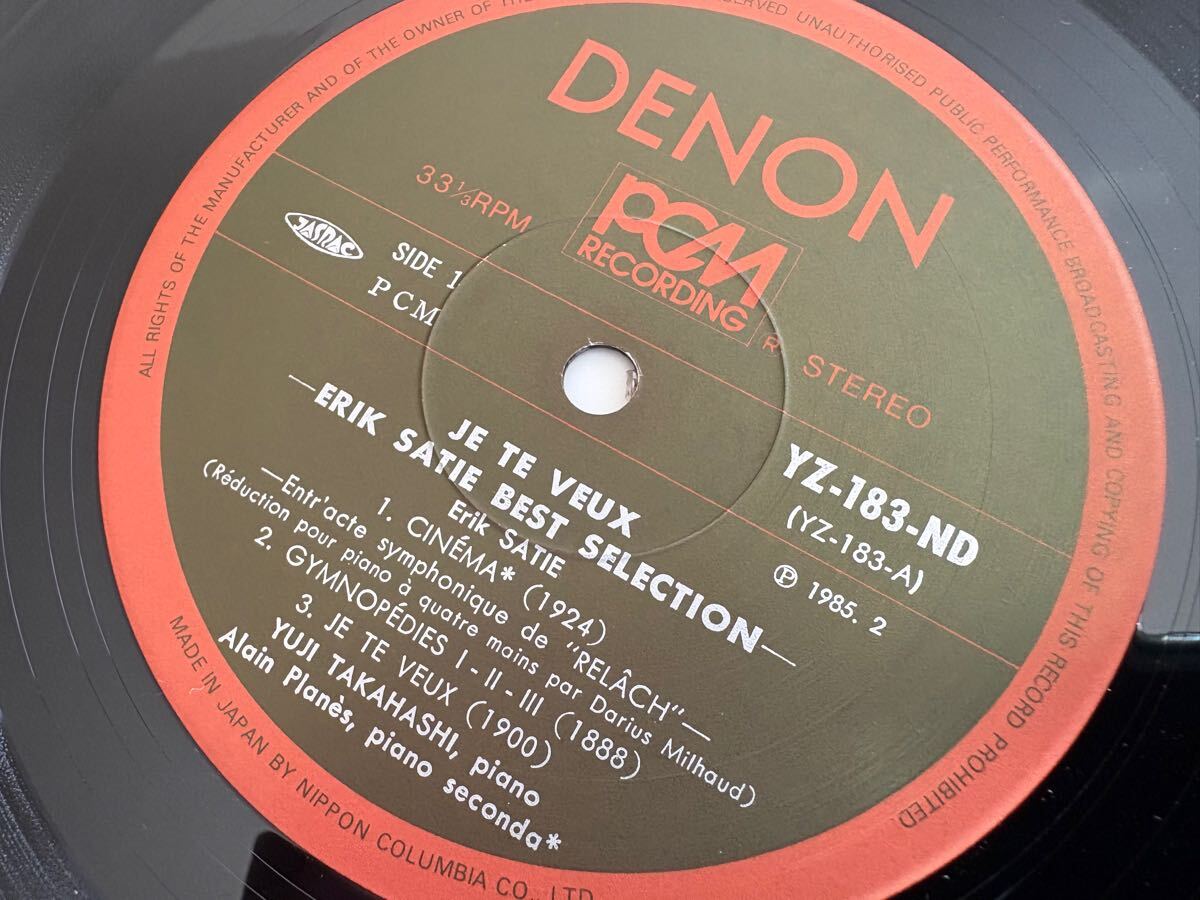 ALL RIGHTS OF THE MANUFACTURER AND OF THE OWNER OF THE
RESERVED UNAUTHORISED PUBLIC PERFORMANCE BROADCASTING AND COPYING OF THIS RECORD PROHIBITED.
DENON
PCM
RECORDING
®
33⅓RPM
STEREO
JASRAC
SIDE 1
PCM
YZ-183-ND
(YZ-183-A)
Ⓟ 1985. 2
JE TE VEUX
—ERIK SATIE BEST SELECTION—
Erik SATIE
1. CINÉMA* (1924)
—Entr'acte symphonique de "RELÂCH"—
(Réduction pour piano à quatre mains par Darius Milhaud)
2. GYMNOPÉDIES I - II - III (1888)
3. JE TE VEUX (1900)
YUJI TAKAHASHI, piano
Alain Planès, piano seconda*
MADE IN JAPAN BY NIPPON COLUMBIA CO., LTD.